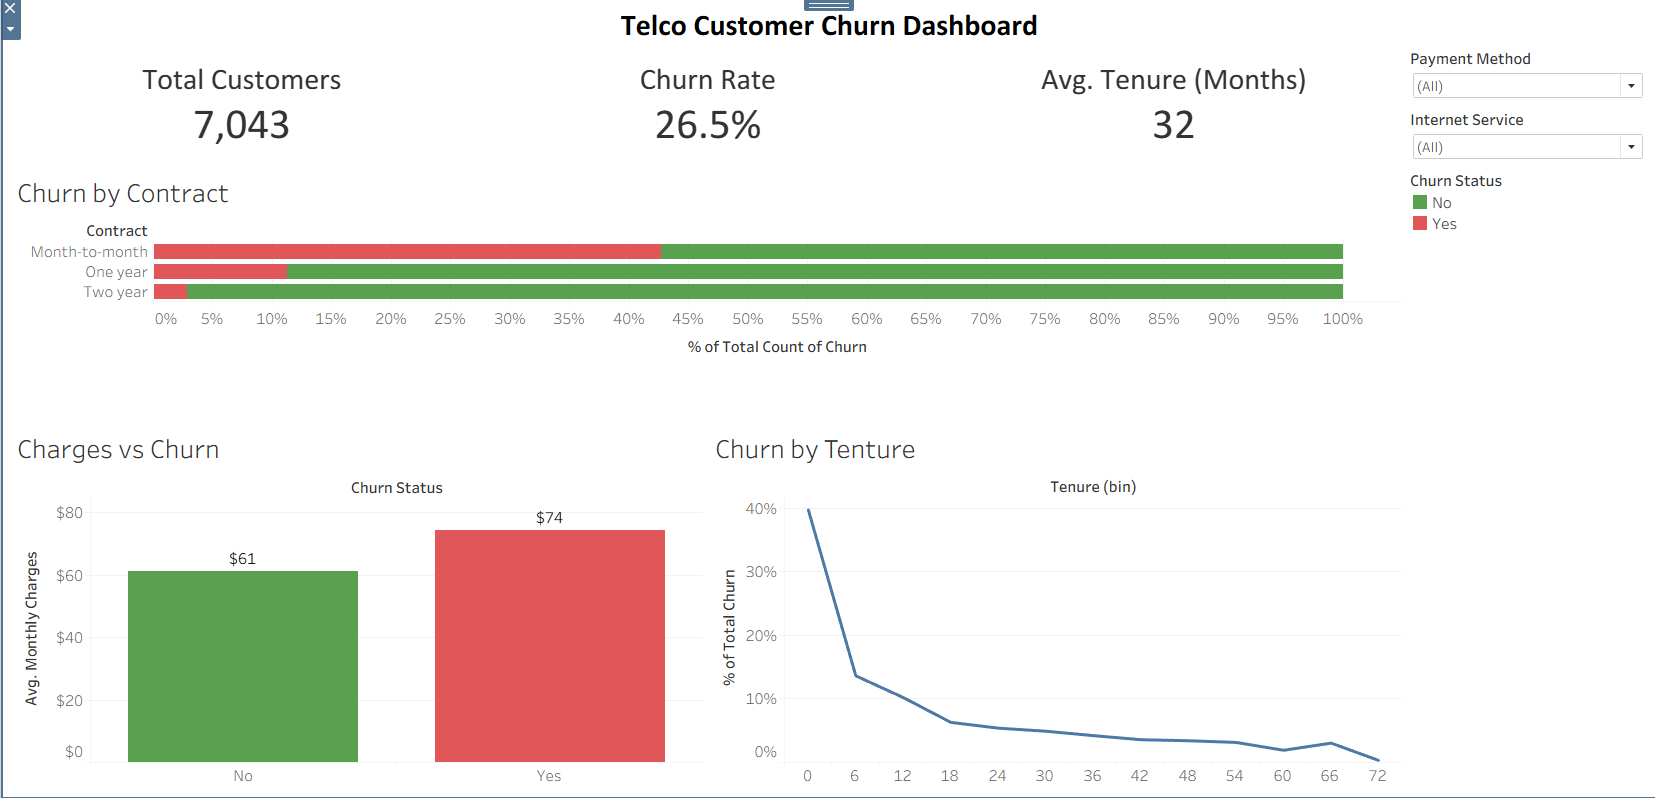 Telco Customer Churn Dashboard
Total Customers
7,043
Churn Rate
26.5%
Avg. Tenure (Months)
32
Payment Method
(All)
Internet Service
(All)
Churn Status
No
Yes
Churn by Contract
Contract
Month-to-month
One year
Two year
0% 5% 10% 15% 20% 25% 30% 35% 40% 45% 50% 55% 60% 65% 70% 75% 80% 85% 90% 95% 100%
% of Total Count of Churn
Charges vs Churn
Churn Status
Avg. Monthly Charges
$80
$60
$40
$20
$0
$61
$74
No Yes
Churn by Tenture
Tenure (bin)
% of Total Churn
40%
30%
20%
10%
0%
0 6 12 18 24 30 36 42 48 54 60 66 72